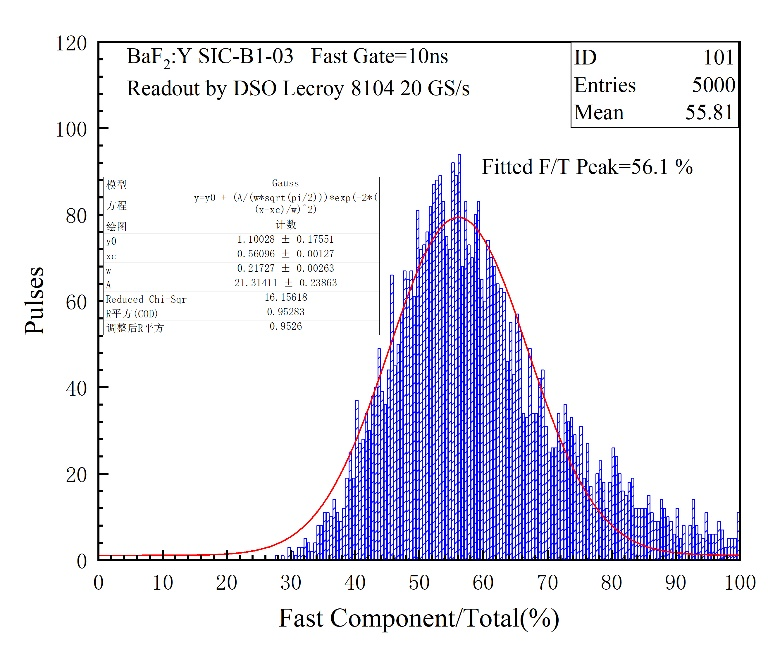 BaF2:Y SIC-B1-03 Fast Gate=10ns
Readout by DSO Lecroy 8104 20 GS/s
ID 101
Entries 5000
Mean 55.81
Fitted F/T Peak=56.1 %
模型 Gauss
方程 y=y0 + (A/(w*sqrt(pi/2)))*exp(-2*((x-xc)/w)^2)
绘图 计数
y0 1.10028 ± 0.17551
xc 0.56096 ± 0.00127
w 0.21727 ± 0.00263
A 21.31411 ± 0.23863
Reduced Chi-Sqr 16.15618
R平方(COD) 0.95283
调整后R平方 0.9526
Pulses
120
100
80
60
40
20
0
0 10 20 30 40 50 60 70 80 90 100
Fast Component/Total(%)